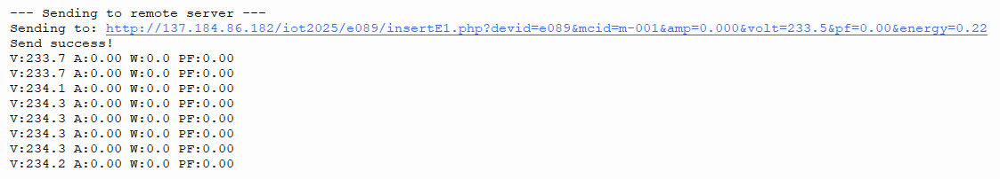 --- Sending to remote server ---
Sending to: http://137.184.86.182/iot2025/e089/insertE1.php?devid=e089&mcid=m-001&amp=0.000&volt=233.5&pf=0.00&energy=0.22
Send success!
V:233.7 A:0.00 W:0.0 PF:0.00
V:233.7 A:0.00 W:0.0 PF:0.00
V:234.1 A:0.00 W:0.0 PF:0.00
V:234.3 A:0.00 W:0.0 PF:0.00
V:234.3 A:0.00 W:0.0 PF:0.00
V:234.3 A:0.00 W:0.0 PF:0.00
V:234.3 A:0.00 W:0.0 PF:0.00
V:234.2 A:0.00 W:0.0 PF:0.00